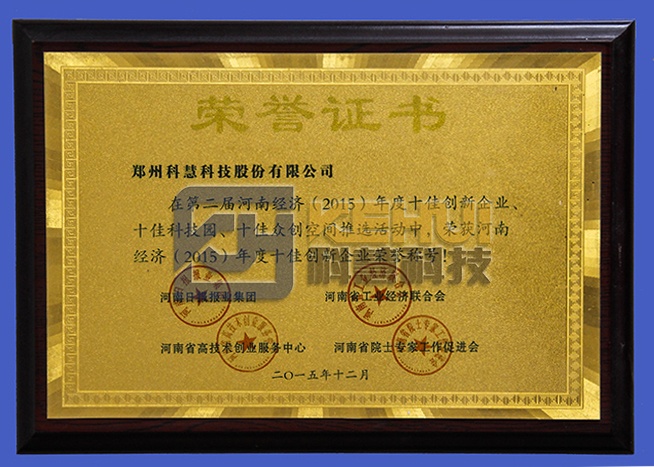 荣誉证书
郑州科慧科技股份有限公司
在第二届河南经济（2015）年度十佳创新企业、
十佳科技园、十佳众创空间推选活动中，荣获河南
经济（2015）年度十佳创新企业荣誉称号！
KEHUI
科慧科技
河南日报报业集团 河南省工业经济联合会
河南省高技术创业服务中心 河南省院士专家工作促进会
二〇一五年十二月